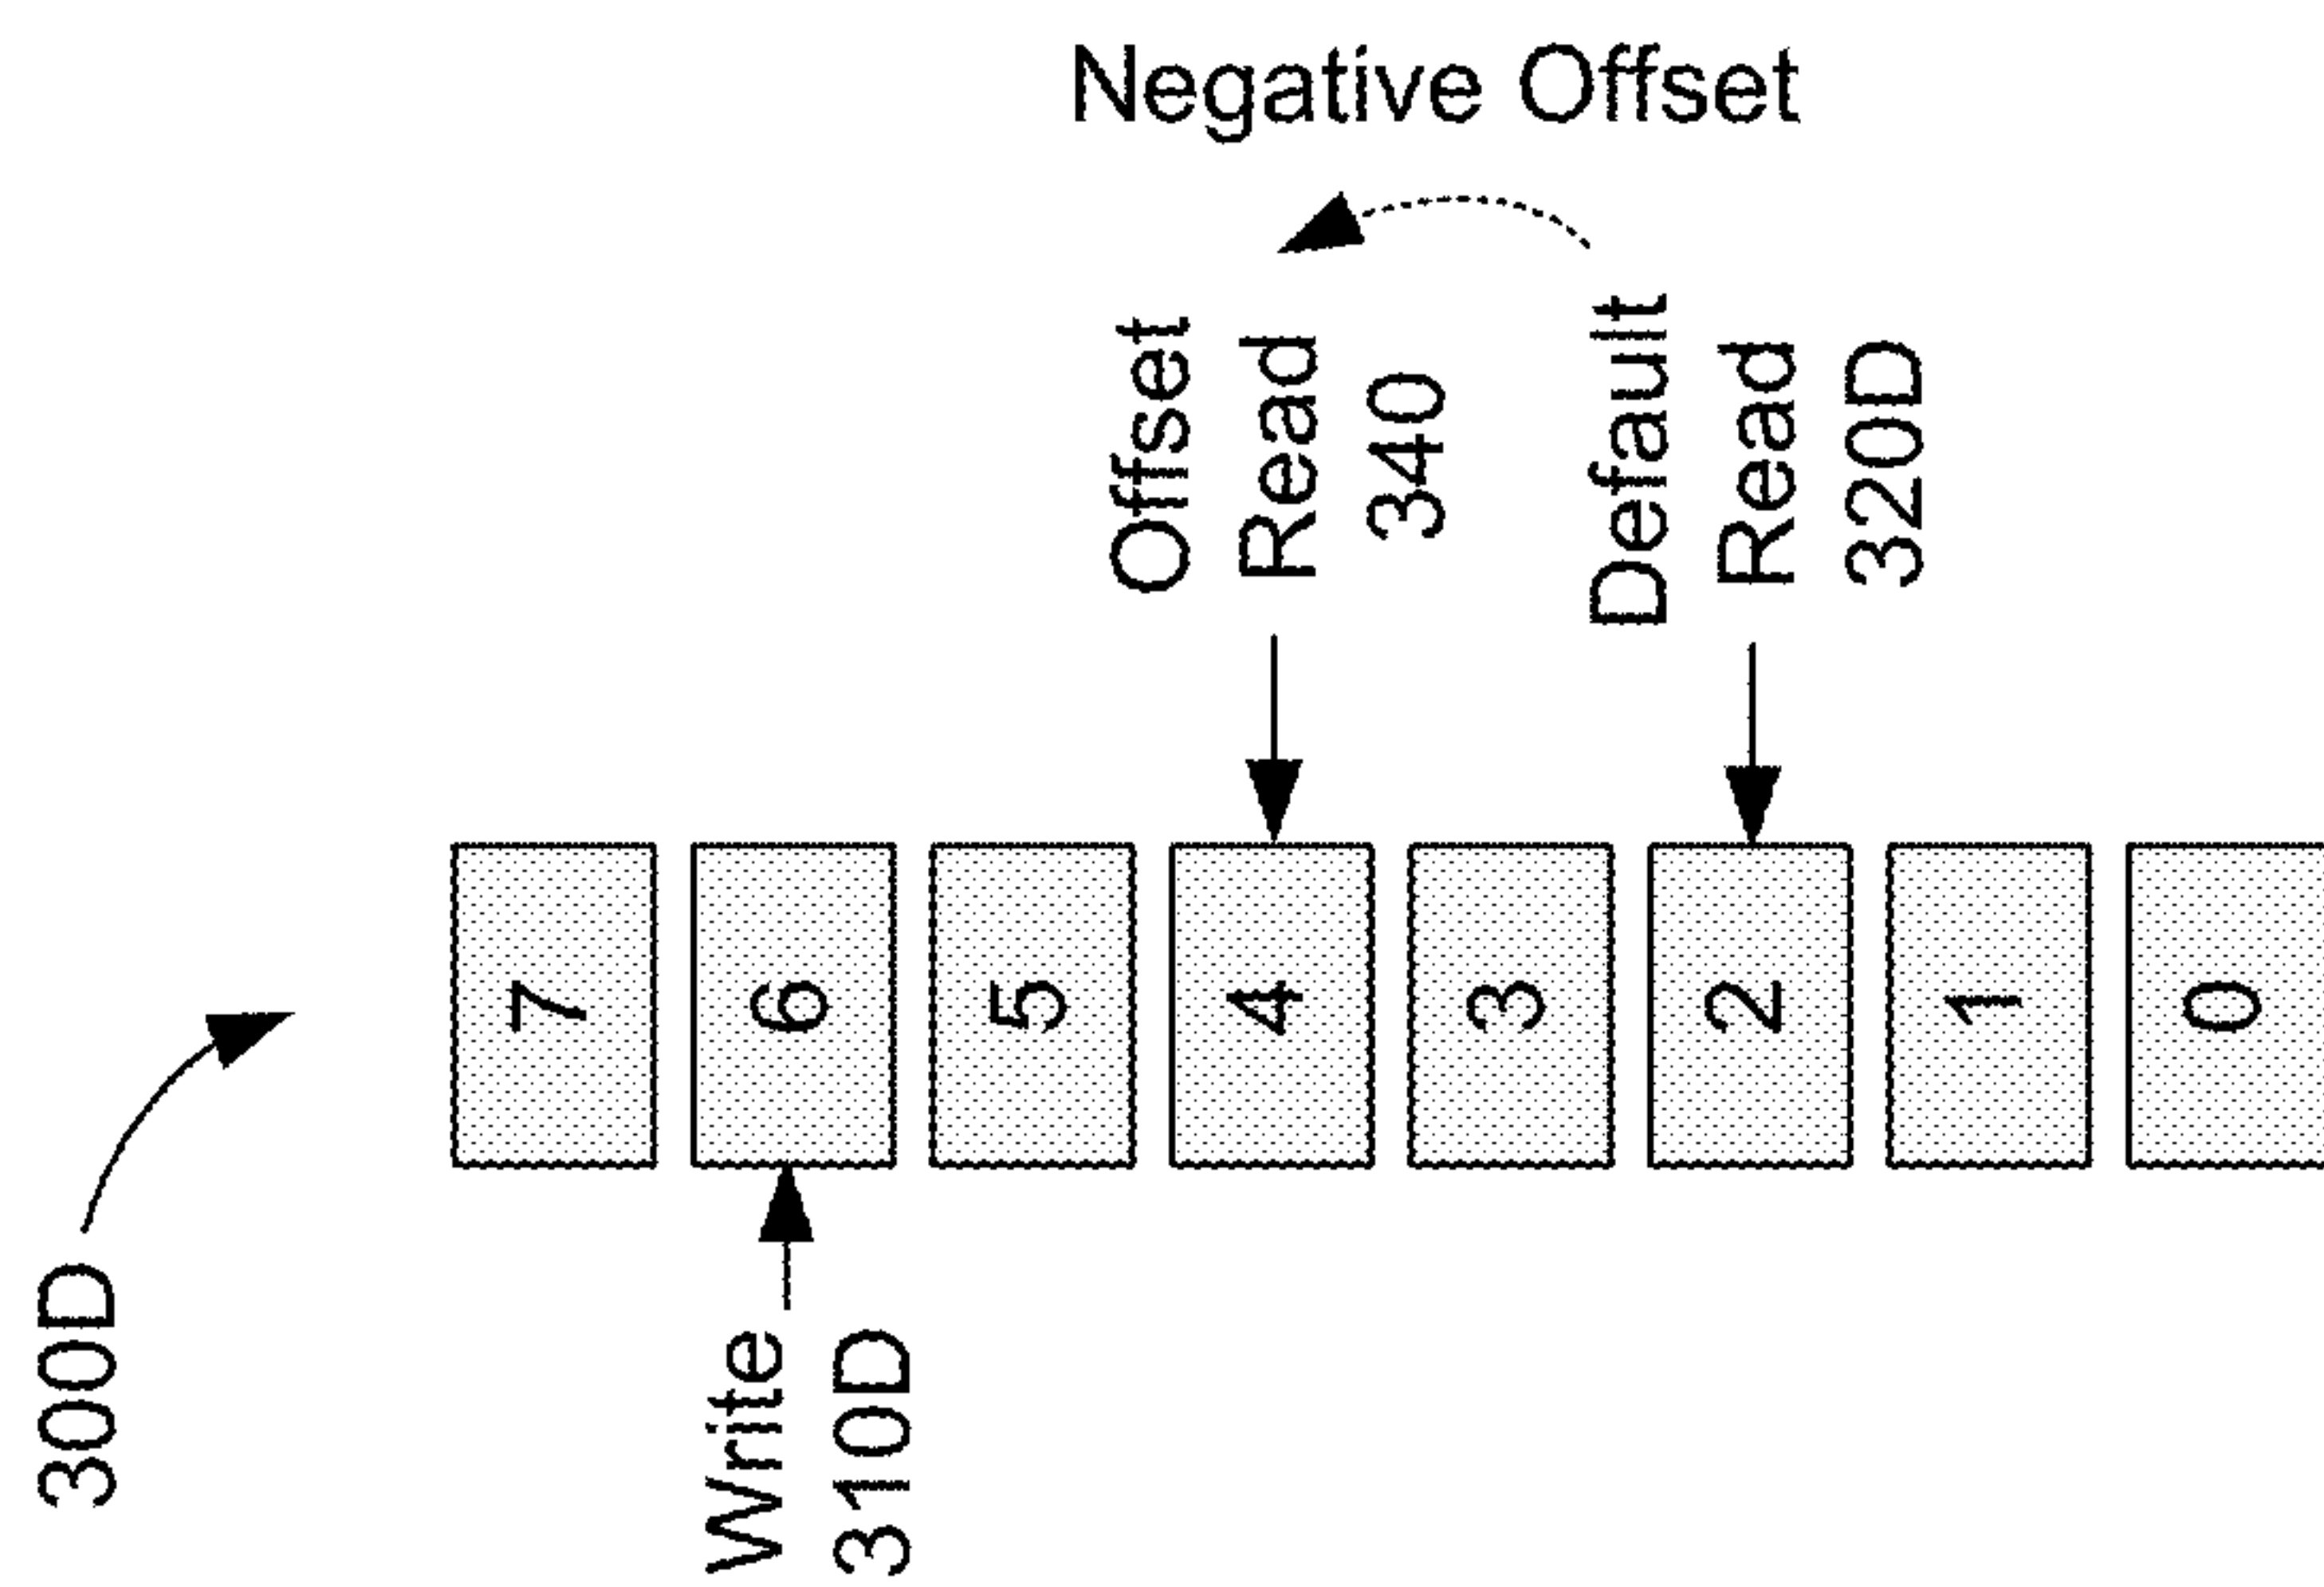 Negative Offset
Offset
Read
340
Default
Read
320D
7
6
5
4
3
2
1
0
Write
310D
300D